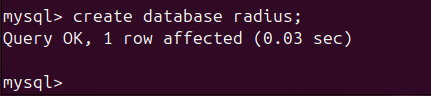 mysql> create database radius;
Query OK, 1 row affected (0.03 sec)
mysql>